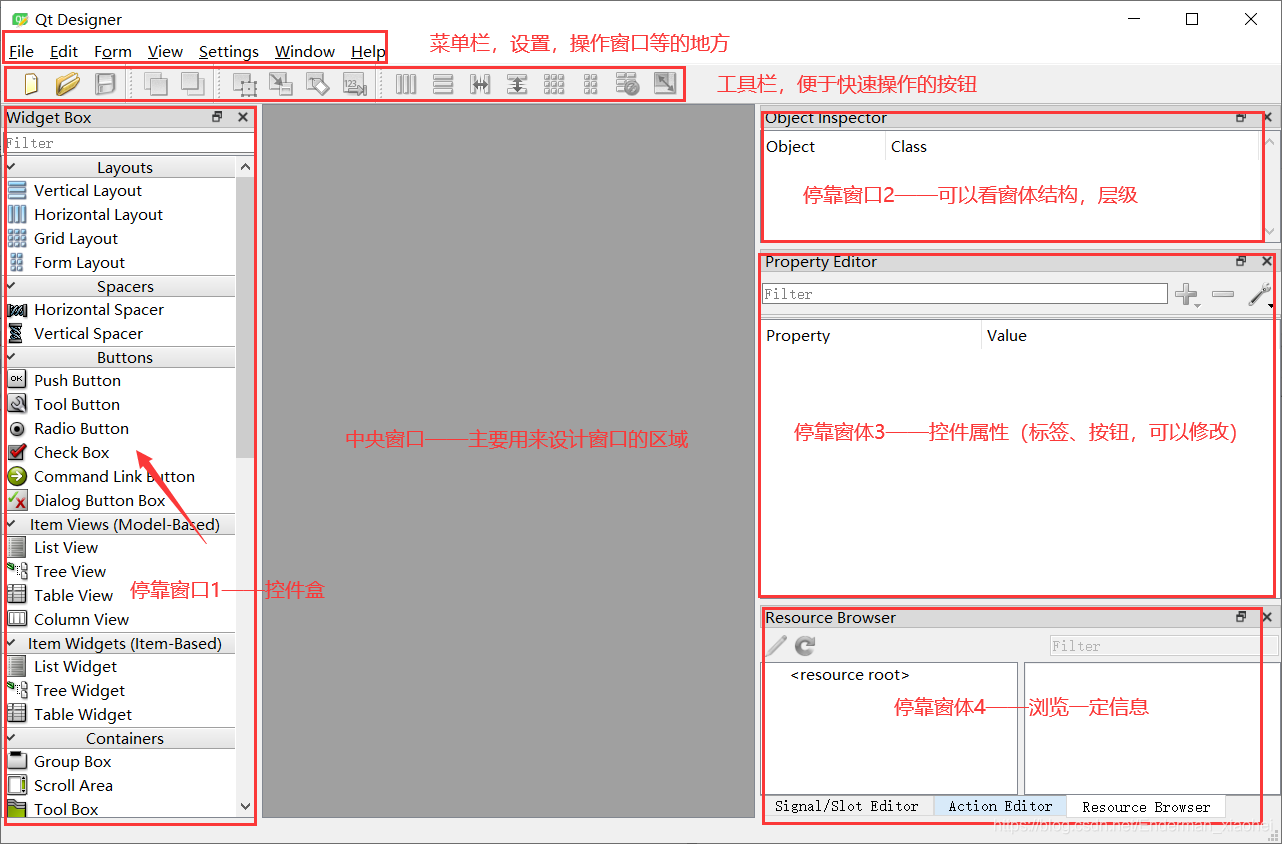 Qt Designer
File Edit Form View Settings Window Help
菜单栏，设置，操作窗口等的地方
工具栏，便于快速操作的按钮
Widget Box
Filter
Layouts
Vertical Layout
Horizontal Layout
Grid Layout
Form Layout
Spacers
Horizontal Spacer
Vertical Spacer
Buttons
OK Push Button
Tool Button
Radio Button
Check Box
Command Link Button
Dialog Button Box
Item Views (Model-Based)
List View
Tree View
Table View
Column View
停靠窗口1——控件盒
Item Widgets (Item-Based)
List Widget
Tree Widget
Table Widget
Containers
Group Box
Scroll Area
Tool Box
中央窗口——主要用来设计窗口的区域
Object Inspector
Object Class
停靠窗口2——可以看窗体结构，层级
Property Editor
Filter
Property Value
停靠窗体3——控件属性（标签、按钮，可以修改）
Resource Browser
Filter
<resource root>
停靠窗体4——浏览一定信息
Signal/Slot Editor Action Editor Resource Browser
https://blog.csdn.net/Enderman_xiaohei